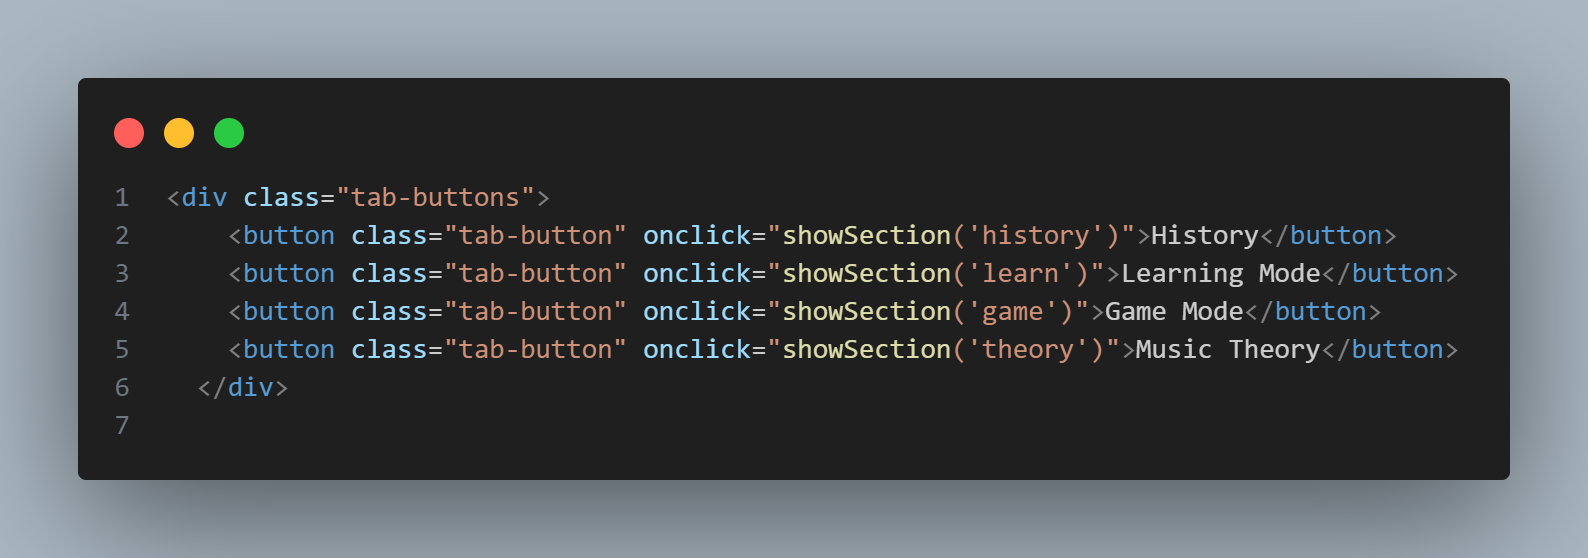 1 <div class="tab-buttons">
2     <button class="tab-button" onclick="showSection('history')">History</button>
3     <button class="tab-button" onclick="showSection('learn')">Learning Mode</button>
4     <button class="tab-button" onclick="showSection('game')">Game Mode</button>
5     <button class="tab-button" onclick="showSection('theory')">Music Theory</button>
6   </div>
7